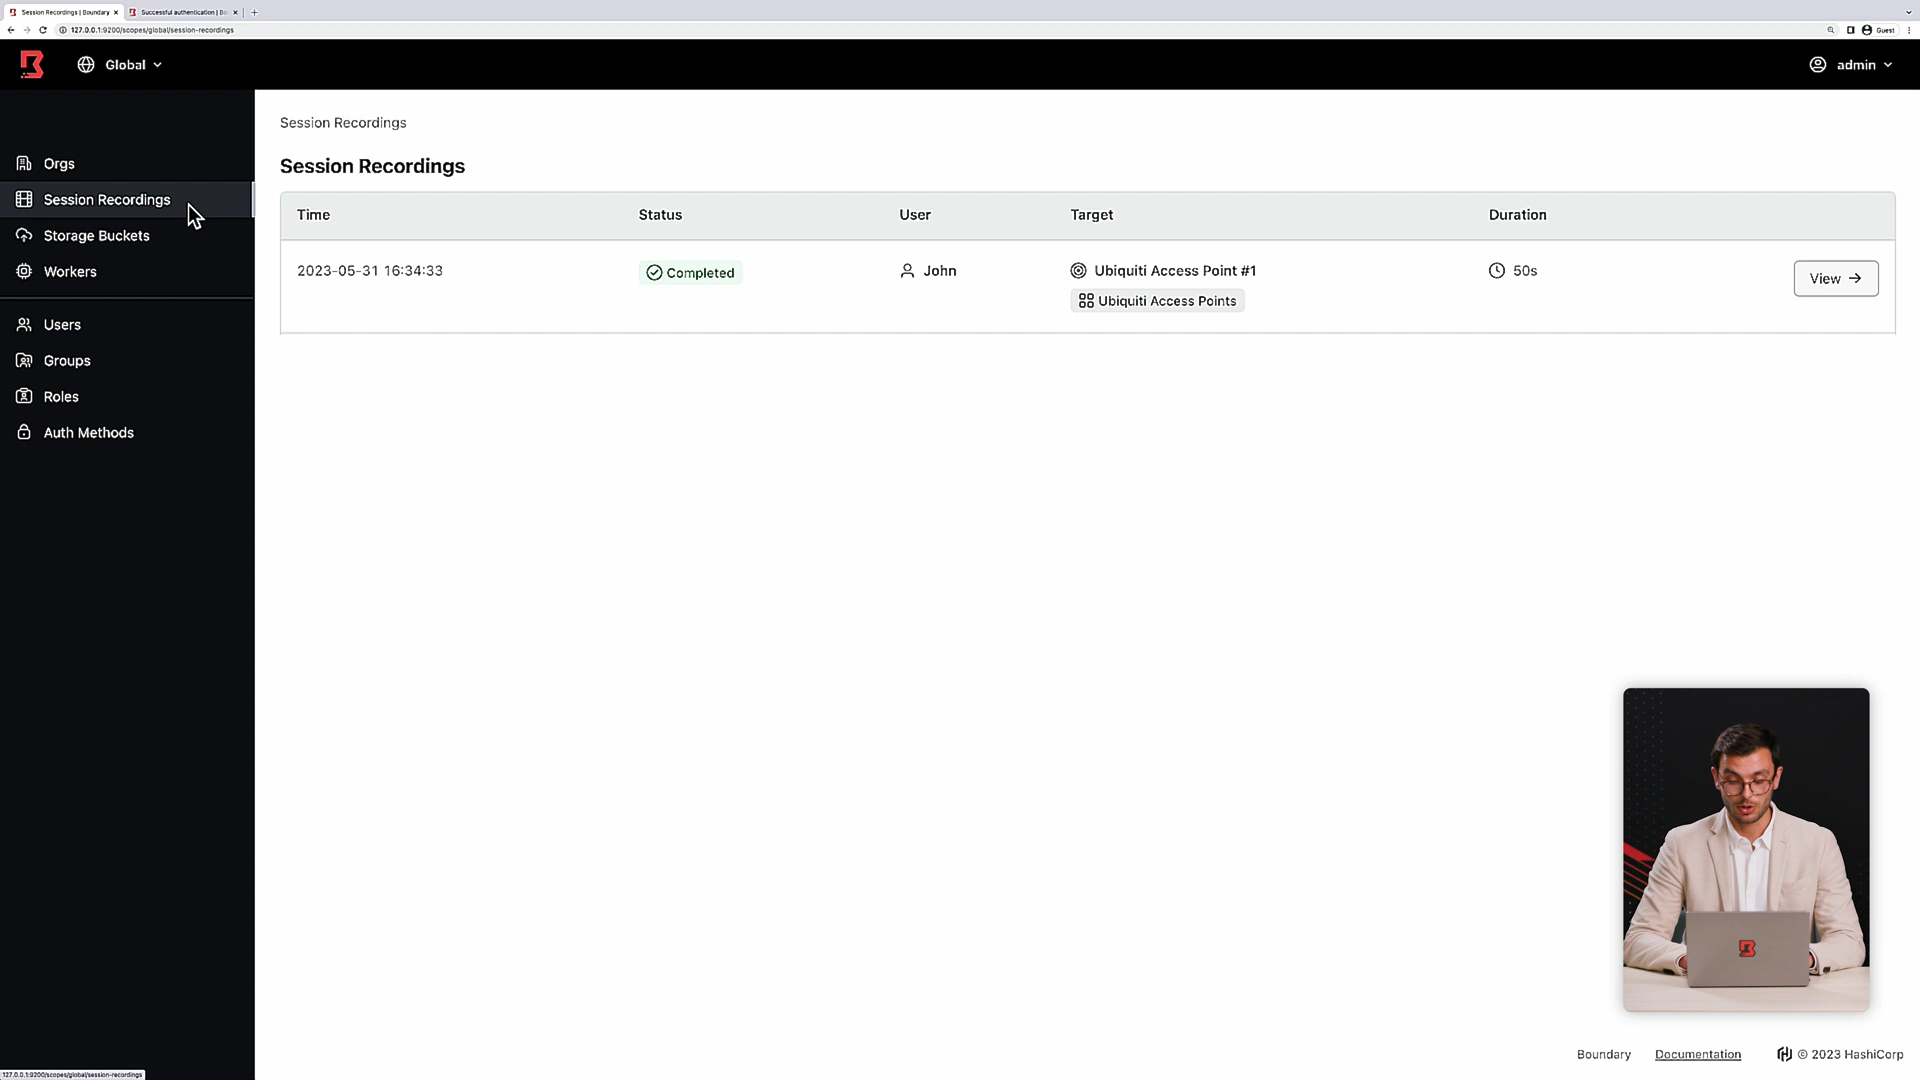 Session Recordings | Boundary
Successful authentication | Bo
127.0.0.1:9200/scopes/global/session-recordings
Guest
Global
admin
Orgs
Session Recordings
Storage Buckets
Workers
Users
Groups
Roles
Auth Methods
Session Recordings
Session Recordings
Time Status User Target Duration
2023-05-31 16:34:33 Completed John Ubiquiti Access Point #1 50s View
Ubiquiti Access Points
Boundary Documentation © 2023 HashiCorp
127.0.0.1:9200/scopes/global/session-recordings